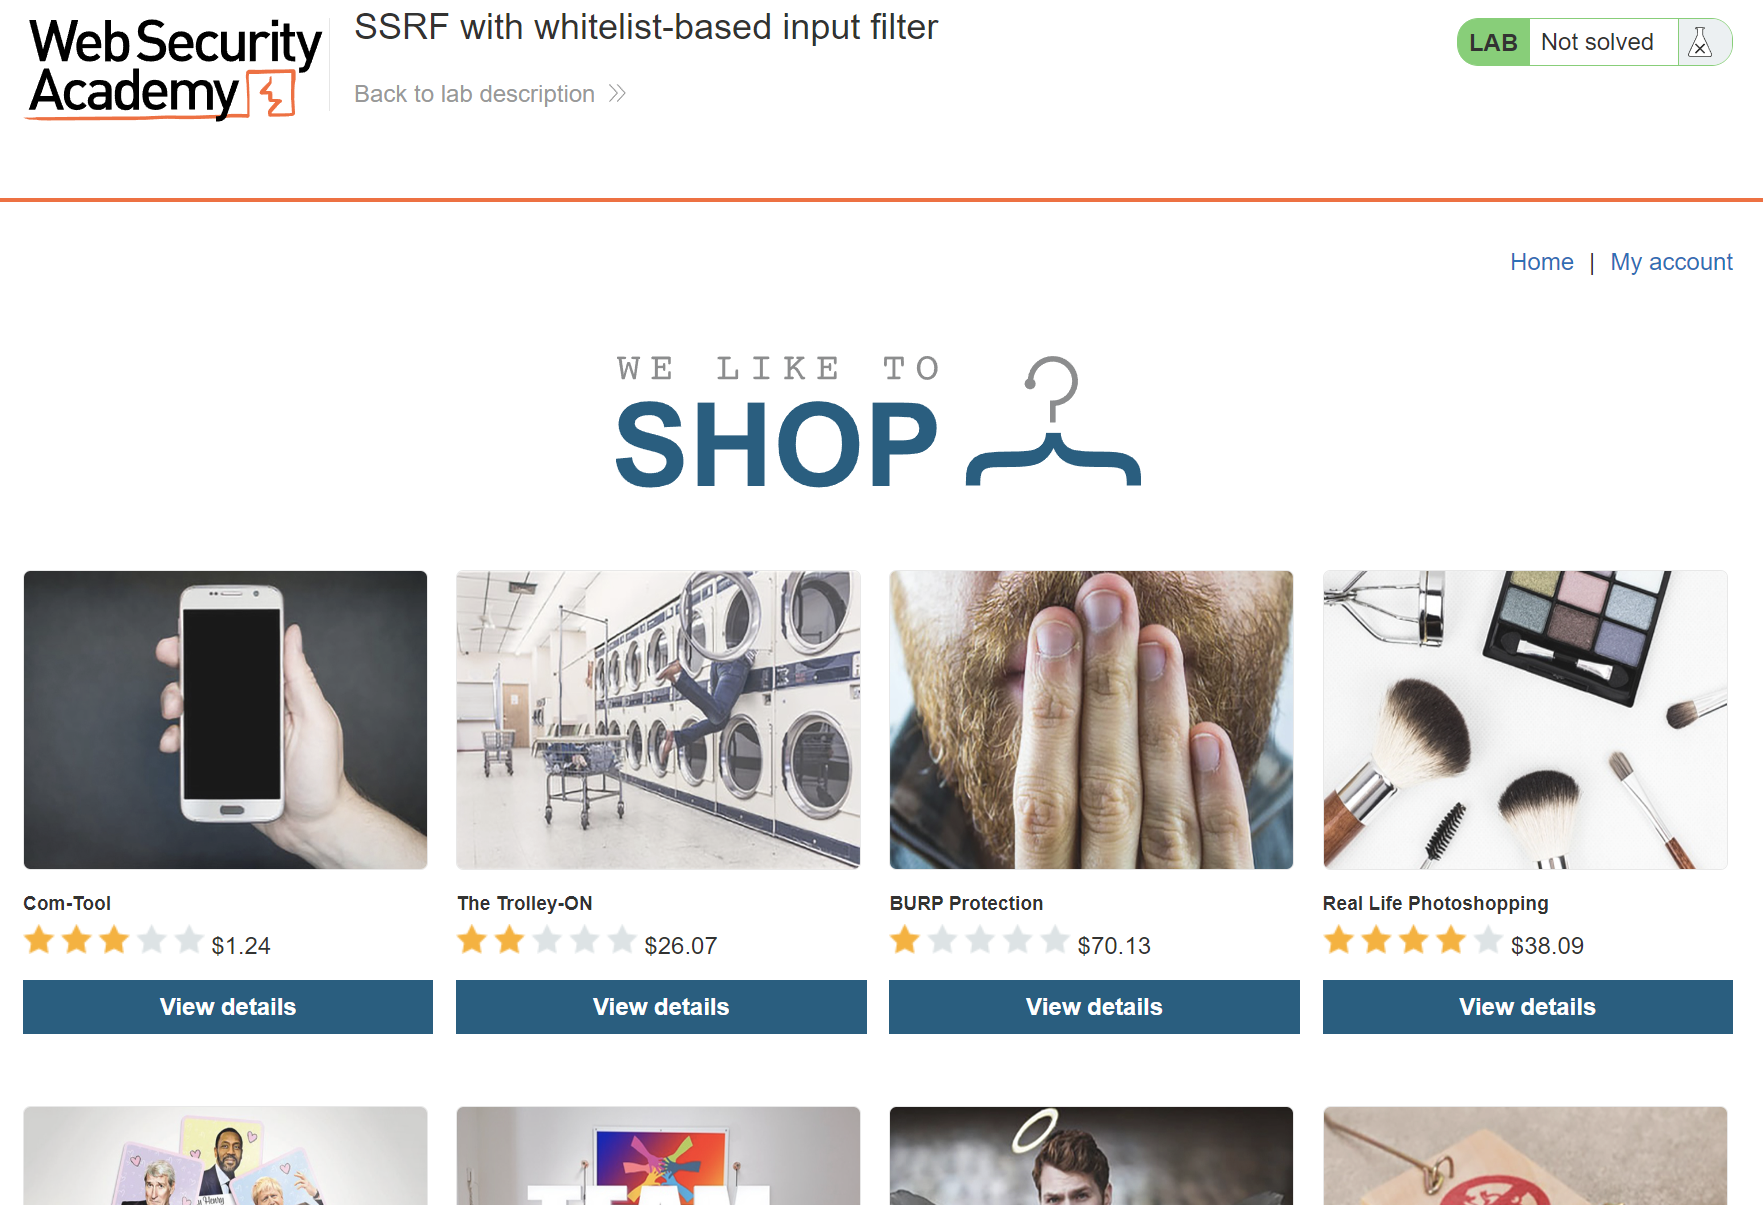 Web Security
Academy
SSRF with whitelist-based input filter
Back to lab description
LAB Not solved
Home | My account
WE LIKE TO
SHOP
Com-Tool
$1.24
View details
The Trolley-ON
$26.07
View details
BURP Protection
$70.13
View details
Real Life Photoshopping
$38.09
View details
Henry
TEAM